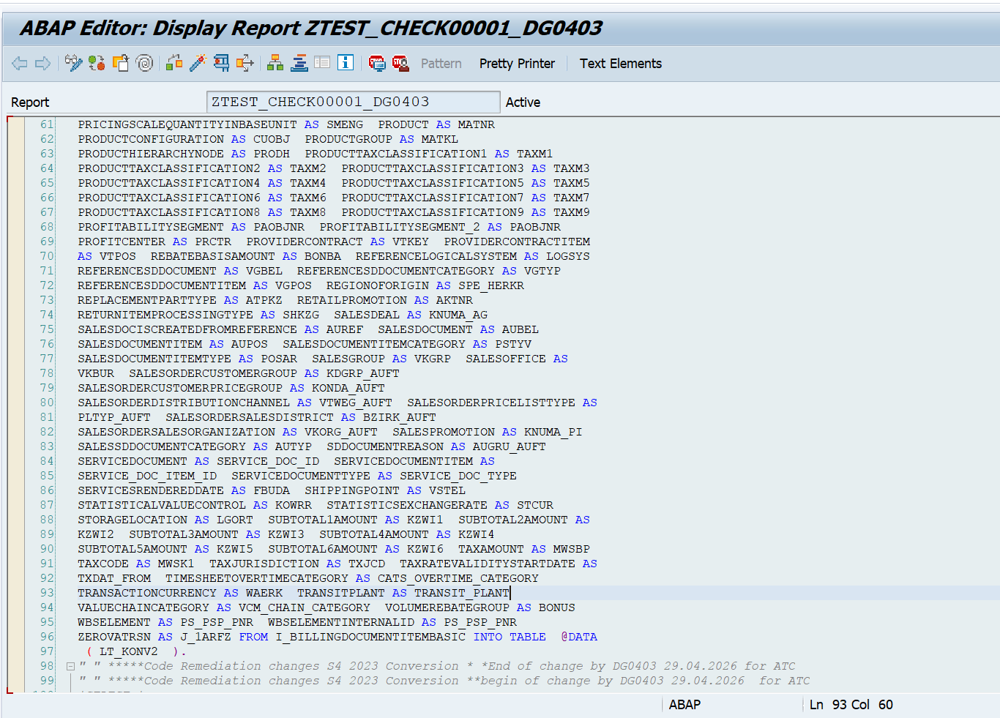 ABAP Editor: Display Report ZTEST_CHECK00001_DG0403
Pattern Pretty Printer Text Elements
Report ZTEST_CHECK00001_DG0403 Active
61 PRICINGSCALEQUANTITYINBASEUNIT AS SMENG PRODUCT AS MATNR
62 PRODUCTCONFIGURATION AS CUOBJ PRODUCTGROUP AS MATKL
63 PRODUCTHIERARCHYNODE AS PRODH PRODUCTTAXCLASSIFICATION1 AS TAXM1
64 PRODUCTTAXCLASSIFICATION2 AS TAXM2 PRODUCTTAXCLASSIFICATION3 AS TAXM3
65 PRODUCTTAXCLASSIFICATION4 AS TAXM4 PRODUCTTAXCLASSIFICATION5 AS TAXM5
66 PRODUCTTAXCLASSIFICATION6 AS TAXM6 PRODUCTTAXCLASSIFICATION7 AS TAXM7
67 PRODUCTTAXCLASSIFICATION8 AS TAXM8 PRODUCTTAXCLASSIFICATION9 AS TAXM9
68 PROFITABILITYSEGMENT AS PAOBJNR PROFITABILITYSEGMENT_2 AS PAOBJNR
69 PROFITCENTER AS PRCTR PROVIDERCONTRACT AS VTKEY PROVIDERCONTRACTITEM
70 AS VTPOS REBATEBASISAMOUNT AS BONBA REFERENCELOGICALSYSTEM AS LOGSYS
71 REFERENCESDDOCUMENT AS VGBEL REFERENCESDDOCUMENTCATEGORY AS VGTYP
72 REFERENCESDDOCUMENTITEM AS VGPOS REGIONOFORIGIN AS SPE_HERKR
73 REPLACEMENTPARTTYPE AS ATPKZ RETAILPROMOTION AS AKTNR
74 RETURNITEMPROCESSINGTYPE AS SHKZG SALESDEAL AS KNUMA_AG
75 SALESDOCISCREATEDFROMREFERENCE AS AUREF SALESDOCUMENT AS AUBEL
76 SALESDOCUMENTITEM AS AUPOS SALESDOCUMENTITEMCATEGORY AS PSTYV
77 SALESDOCUMENTITEMTYPE AS POSAR SALESGROUP AS VKGRP SALESOFFICE AS
78 VKBUR SALESORDERCUSTOMERGROUP AS KDGRP_AUFT
79 SALESORDERCUSTOMERPRICEGROUP AS KONDA_AUFT
80 SALESORDERDISTRIBUTIONCHANNEL AS VTWEG_AUFT SALESORDERPRICELISTTYPE AS
81 PLTYP_AUFT SALESORDERSALESDISTRICT AS BZIRK_AUFT
82 SALESORDERSALESORGANIZATION AS VKORG_AUFT SALESPROMOTION AS KNUMA_PI
83 SALESSDDOCUMENTCATEGORY AS AUTYP SDDOCUMENTREASON AS AUGRU_AUFT
84 SERVICEDOCUMENT AS SERVICE_DOC_ID SERVICEDOCUMENTITEM AS
85 SERVICE_DOC_ITEM_ID SERVICEDOCUMENTTYPE AS SERVICE_DOC_TYPE
86 SERVICESRENDEREDDATE AS FBUDA SHIPPINGPOINT AS VSTEL
87 STATISTICALVALUECONTROL AS KOWRR STATISTICSEXCHANGERATE AS STCUR
88 STORAGELOCATION AS LGORT SUBTOTAL1AMOUNT AS KZWI1 SUBTOTAL2AMOUNT AS
89 KZWI2 SUBTOTAL3AMOUNT AS KZWI3 SUBTOTAL4AMOUNT AS KZWI4
90 SUBTOTAL5AMOUNT AS KZWI5 SUBTOTAL6AMOUNT AS KZWI6 TAXAMOUNT AS MWSBP
91 TAXCODE AS MWSK1 TAXJURISDICTION AS TXJCD TAXRATEVALIDITYSTARTDATE AS
92 TXDAT_FROM TIMESHEETOVERTIMECATEGORY AS CATS_OVERTIME_CATEGORY
93 TRANSACTIONCURRENCY AS WAERK TRANSITPLANT AS TRANSIT_PLANT
94 VALUECHAINCATEGORY AS VCM_CHAIN_CATEGORY VOLUMEREBATEGROUP AS BONUS
95 WBSELEMENT AS PS_PSP_PNR WBSELEMENTINTERNALID AS PS_PSP_PNR
96 ZEROVATRSN AS J_1ARFZ FROM I_BILLINGDOCUMENTITEMBASIC INTO TABLE @DATA
97 ( LT_KONV2 ).
98 " " *****Code Remediation changes S4 2023 Conversion * *End of change by DG0403 29.04.2026 for ATC
99 " " *****Code Remediation changes S4 2023 Conversion **begin of change by DG0403 29.04.2026 for ATC
ABAP Ln 93 Col 60